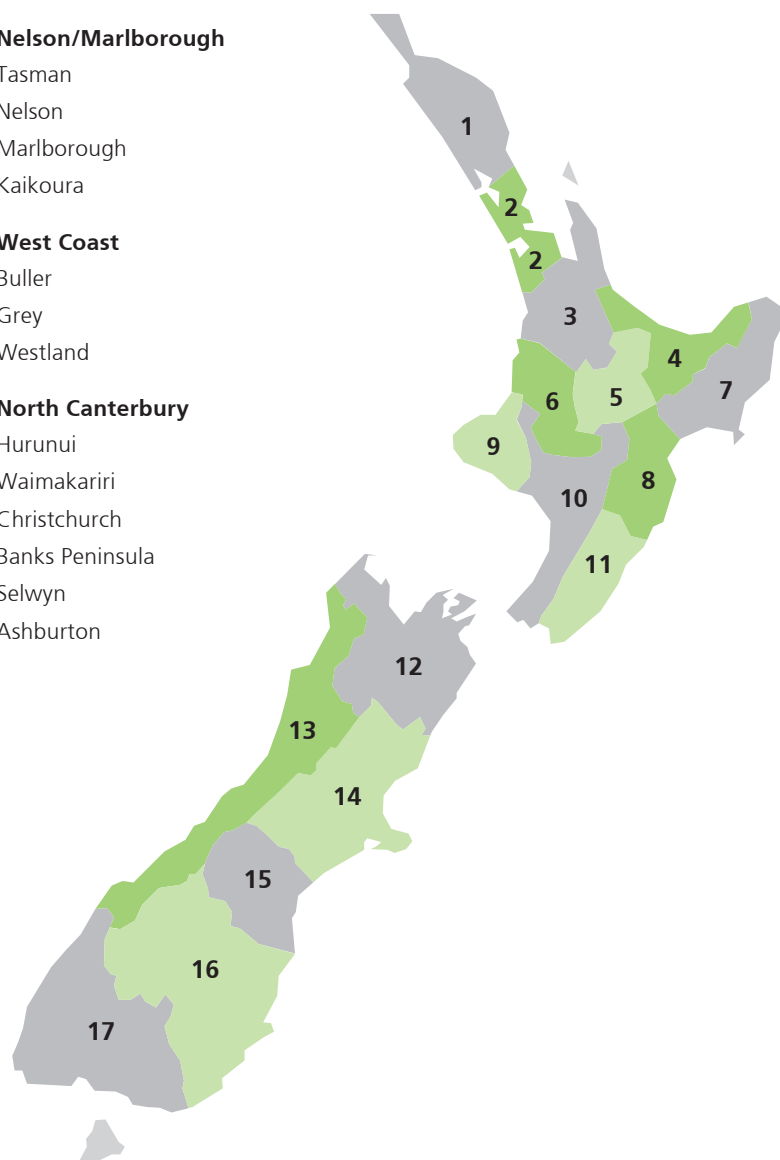 Nelson/Marlborough
Tasman
Nelson
Marlborough
Kaikoura
West Coast
Buller
Grey
Westland
North Canterbury
Hurunui
Waimakariri
Christchurch
Banks Peninsula
Selwyn
Ashburton
1
2
2
3
4
5
6
7
8
9
10
11
12
13
14
15
16
17